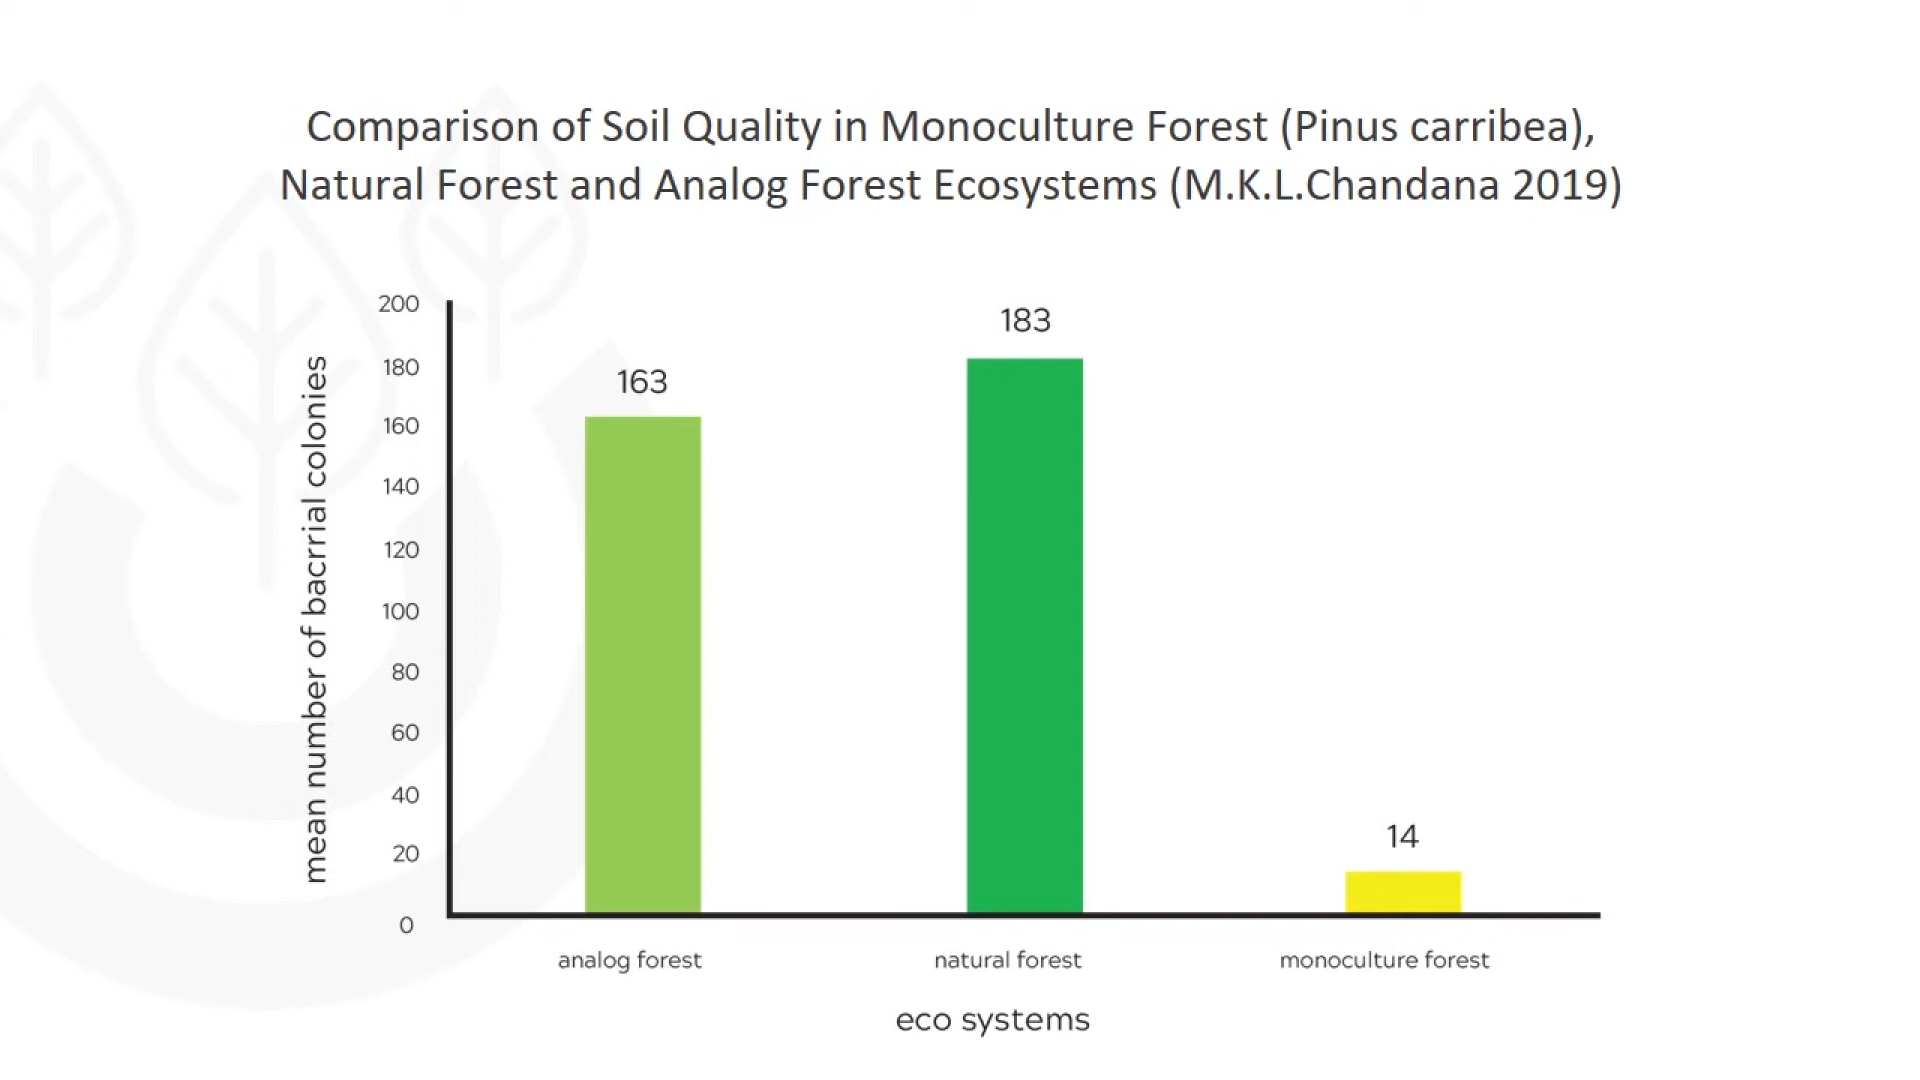 Comparison of Soil Quality in Monoculture Forest (Pinus carribea),
Natural Forest and Analog Forest Ecosystems (M.K.L.Chandana 2019)
mean number of bacrrial colonies
200
180
160
140
120
100
80
60
40
20
0
163
183
14
analog forest
natural forest
monoculture forest
eco systems